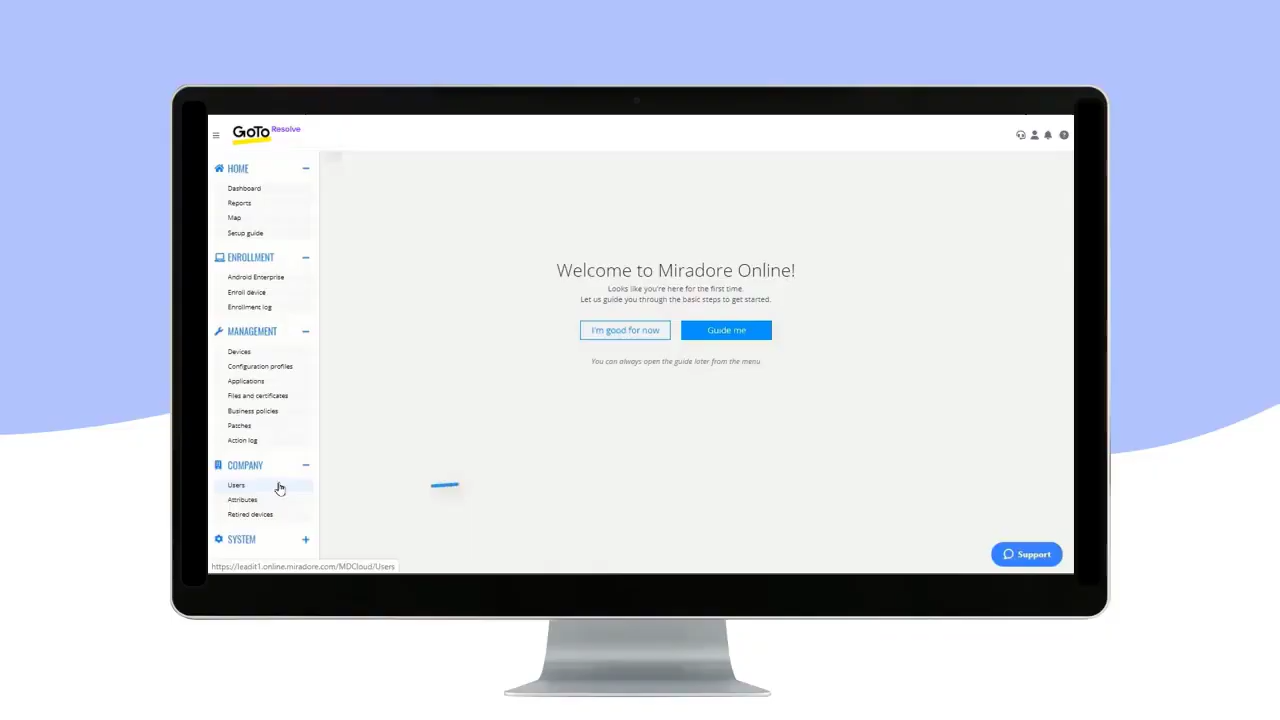 GoTo Resolve
HOME
Dashboard
Reports
Map
Setup guide
ENROLLMENT
Android Enterprise
Enroll device
Enrollment log
MANAGEMENT
Devices
Configuration profiles
Applications
Files and certificates
Business policies
Patches
Action log
COMPANY
Users
Attributes
Retired devices
SYSTEM
https://leadit1.online.miradore.com/MDCloud/Users
Welcome to Miradore Online!
Looks like you're here for the first time.
Let us guide you through the basic steps to get started.
I'm good for now
Guide me
You can always open the guide later from the menu
Support